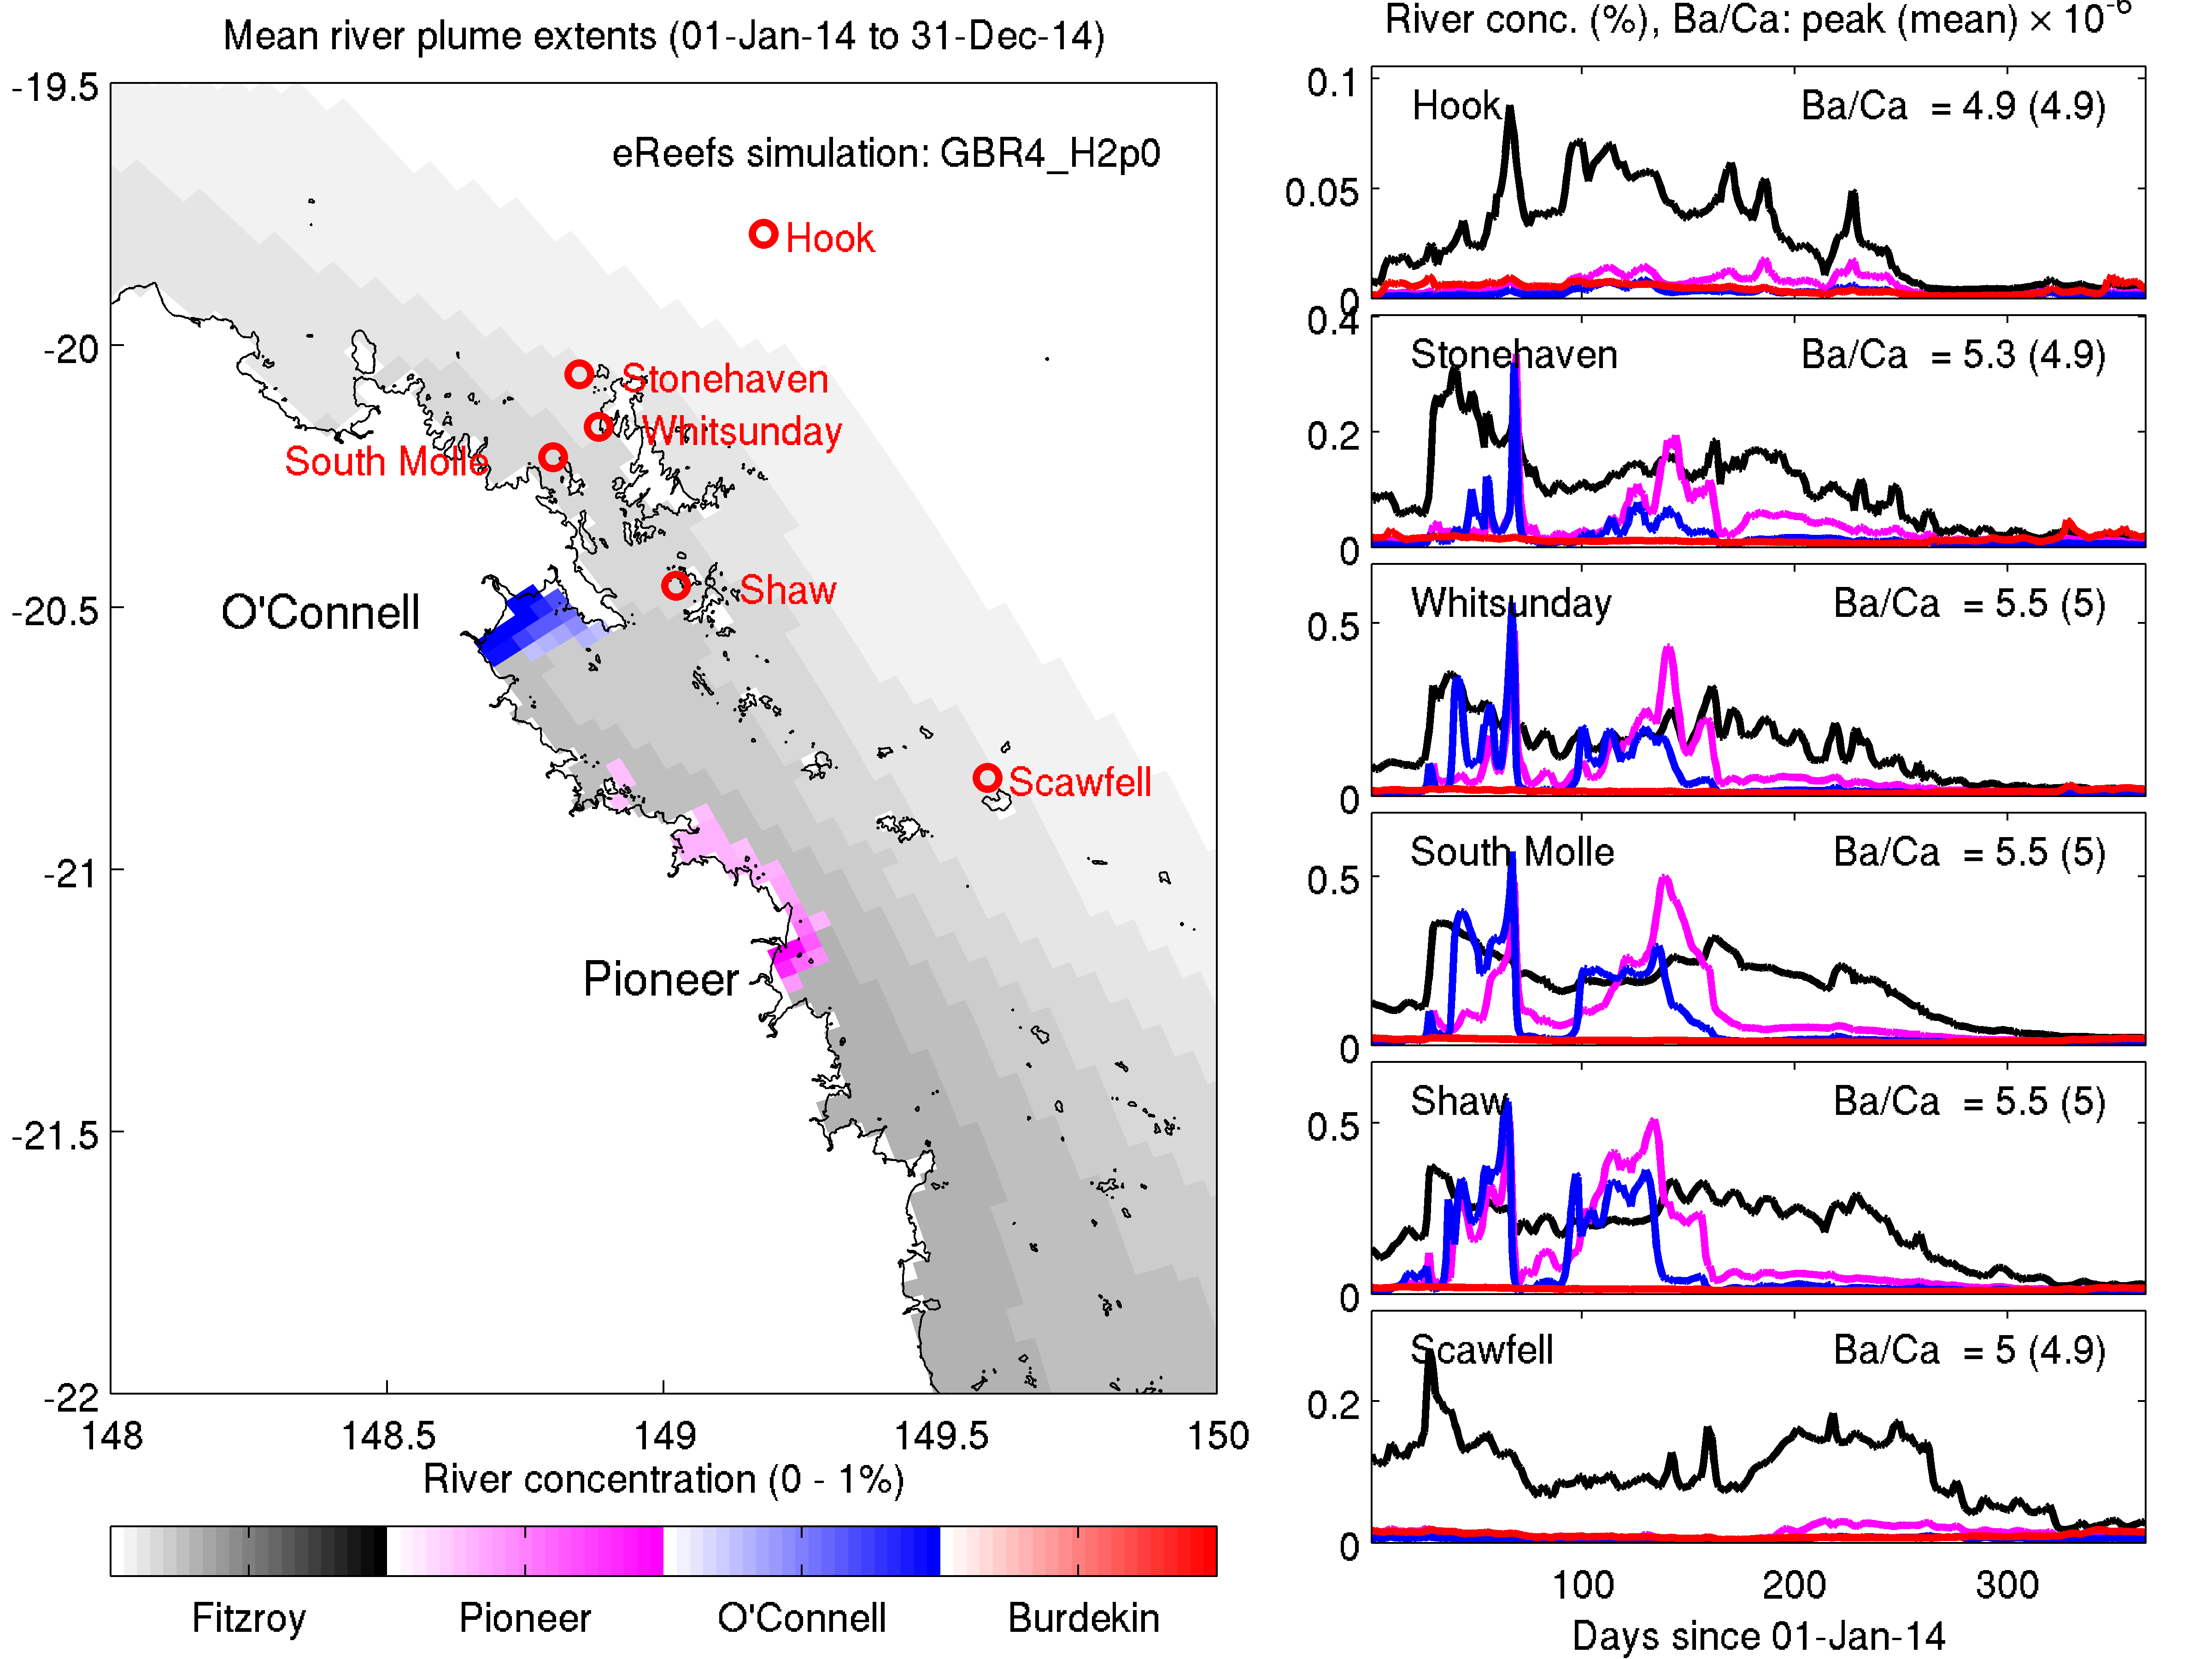 Mean river plume extents (01-Jan-14 to 31-Dec-14)
-19.5
eReefs simulation: GBR4_H2p0
Hook
-20
Stonehaven
Whitsunday
South Molle
-20.5
O'Connell
Shaw
Scawfell
-21
Pioneer
-21.5
-22
148
148.5
149
149.5
150
River concentration (0 - 1%)
Fitzroy
Pioneer
O'Connell
Burdekin
River conc. (%), Ba/Ca: peak (mean) × 10-6
0.1
Hook
Ba/Ca = 4.9 (4.9)
0.05
0
0.4
Stonehaven
Ba/Ca = 5.3 (4.9)
0.2
0
Whitsunday
Ba/Ca = 5.5 (5)
0.5
0
South Molle
Ba/Ca = 5.5 (5)
0.5
0
Shaw
Ba/Ca = 5.5 (5)
0.5
0
Scawfell
Ba/Ca = 5 (4.9)
0.2
0
100
200
300
Days since 01-Jan-14